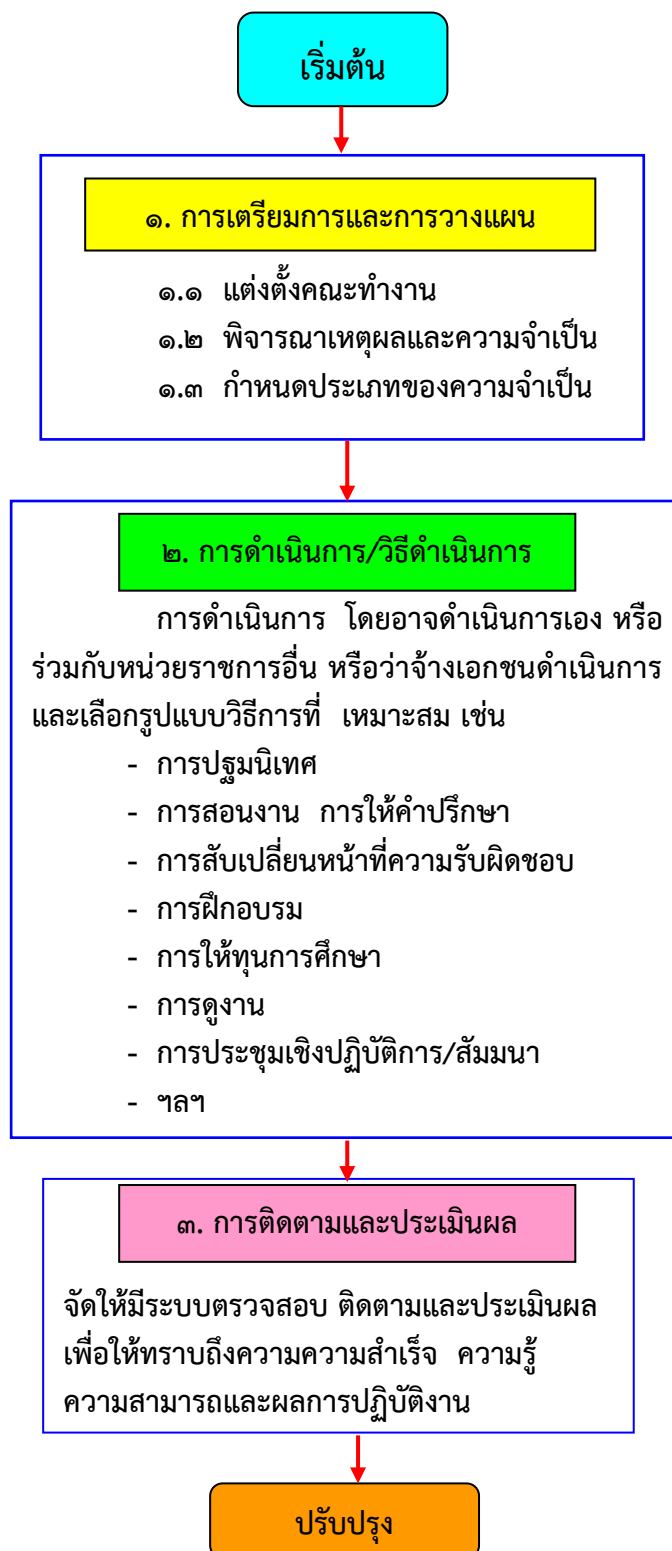 เริ่มต้น
๑. การเตรียมการและการวางแผน
๑.๑ แต่งตั้งคณะทำงาน
๑.๒ พิจารณาเหตุผลและความจำเป็น
๑.๓ กำหนดประเภทของความจำเป็น
๒. การดำเนินการ/วิธีดำเนินการ
การดำเนินการ โดยอาจดำเนินการเอง หรือ
ร่วมกับหน่วยราชการอื่น หรือว่าจ้างเอกชนดำเนินการ
และเลือกรูปแบบวิธีการที่ เหมาะสม เช่น
- การปฐมนิเทศ
- การสอนงาน การให้คำปรึกษา
- การสับเปลี่ยนหน้าที่ความรับผิดชอบ
- การฝึกอบรม
- การให้ทุนการศึกษา
- การดูงาน
- การประชุมเชิงปฏิบัติการ/สัมมนา
- ฯลฯ
๓. การติดตามและประเมินผล
จัดให้มีระบบตรวจสอบ ติดตามและประเมินผล
เพื่อให้ทราบถึงความความสำเร็จ ความรู้
ความสามารถและผลการปฏิบัติงาน
ปรับปรุง